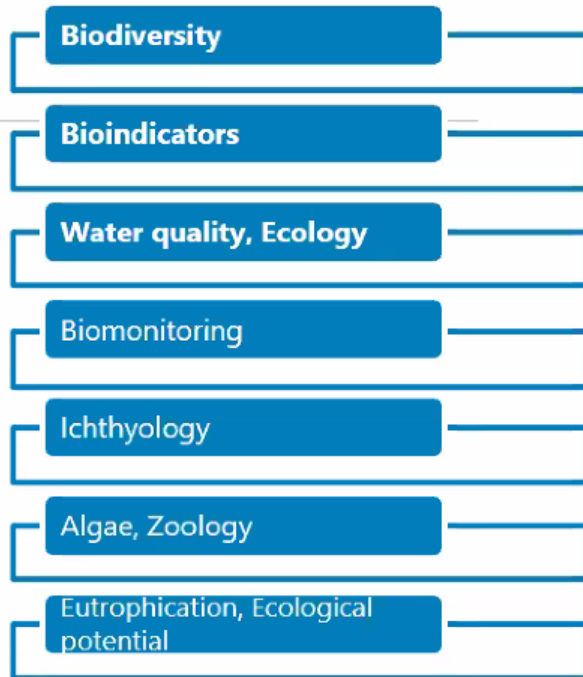 Biodiversity
Bioindicators
Water quality, Ecology
Biomonitoring
Ichthyology
Algae, Zoology
Eutrophication, Ecological
potential